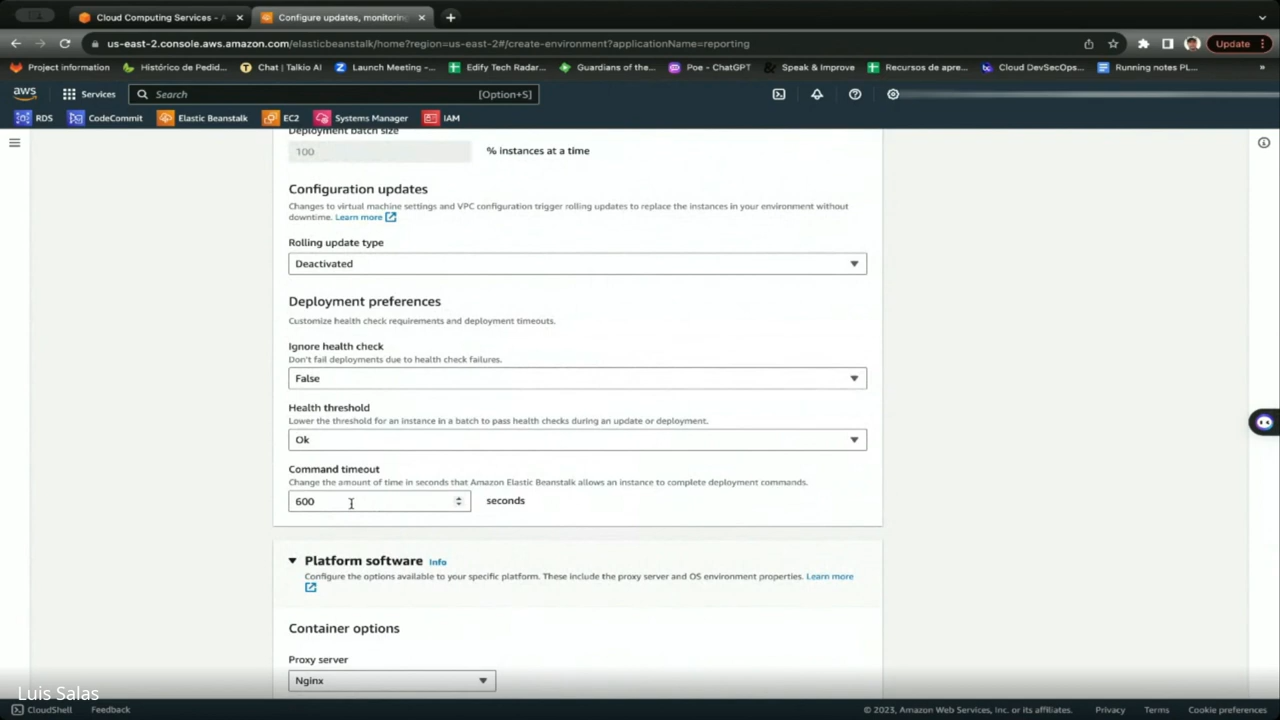 Cloud Computing Services - A
Configure updates, monitoring
us-east-2.console.aws.amazon.com/elasticbeanstalk/home?region=us-east-2#/create-environment?applicationName=reporting
Update
Project information
Histórico de Pedid...
Chat | Talkio AI
Launch Meeting -...
Edify Tech Radar...
Guardians of the...
Poe - ChatGPT
Speak & Improve
Recursos de apre...
Cloud DevSecOps...
Running notes PL...
»
aws
Services
Search
[Option+S]
RDS
CodeCommit
Elastic Beanstalk
EC2
Systems Manager
IAM
Deployment batch size
100
% instances at a time
Configuration updates
Changes to virtual machine settings and VPC configuration trigger rolling updates to replace the instances in your environment without
downtime. Learn more
Rolling update type
Deactivated
Deployment preferences
Customize health check requirements and deployment timeouts.
Ignore health check
Don't fail deployments due to health check failures.
False
Health threshold
Lower the threshold for an instance in a batch to pass health checks during an update or deployment.
Ok
Command timeout
Change the amount of time in seconds that Amazon Elastic Beanstalk allows an instance to complete deployment commands.
600
seconds
Platform software Info
Configure the options available to your specific platform. These include the proxy server and OS environment properties. Learn more
Container options
Proxy server
Nginx
Luis Salas
CloudShell
Feedback
© 2023, Amazon Web Services, Inc. or its affiliates.
Privacy
Terms
Cookie preferences